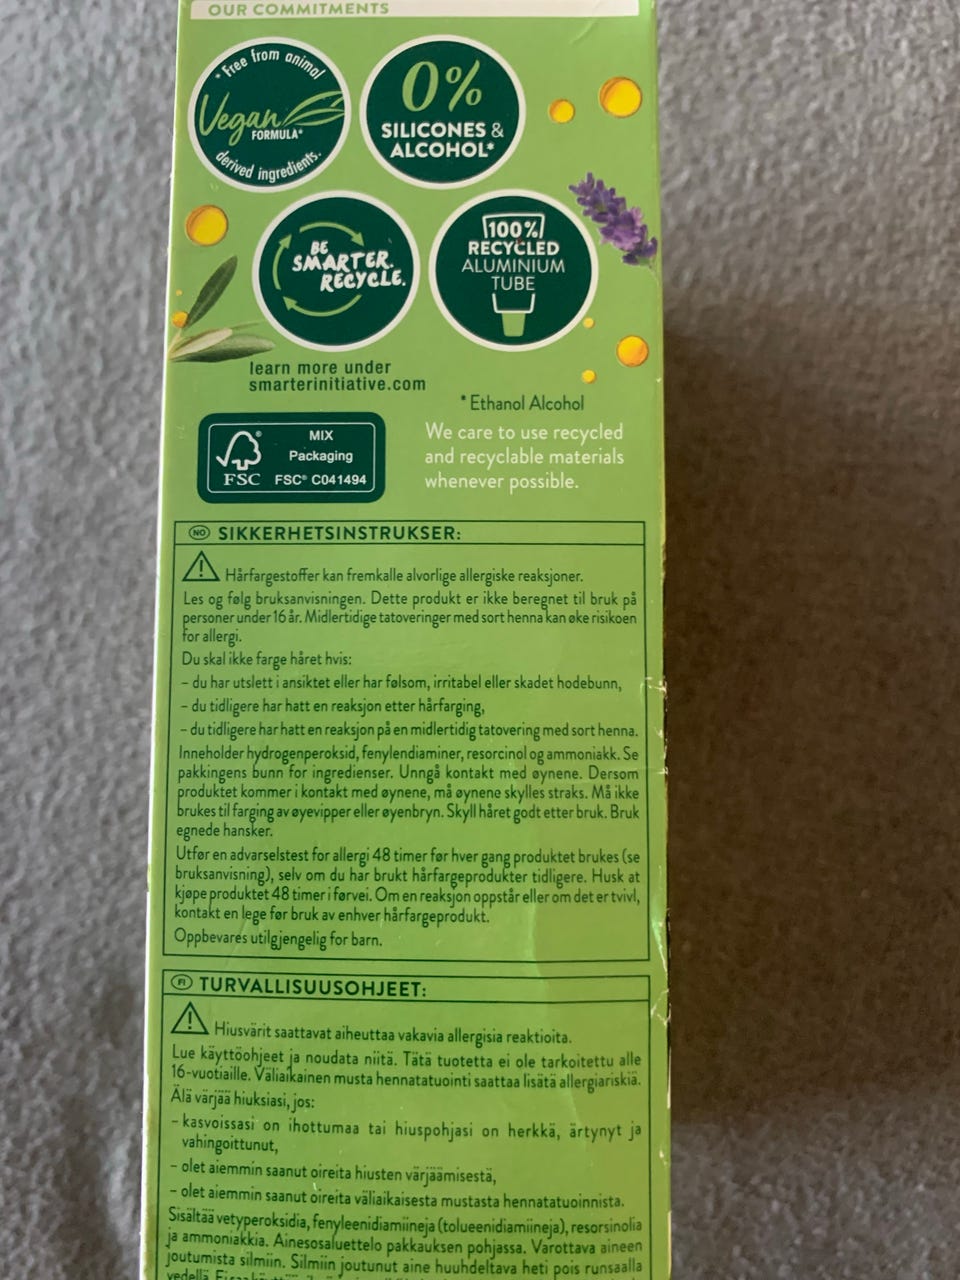 OUR COMMITMENTS
* Free from animal
Vegan
FORMULA*
derived ingredients.
0%
SILICONES &
ALCOHOL*
BE
SMARTER.
RECYCLE.
100%
RECYCLED
ALUMINIUM
TUBE
learn more under
smarterinitiative.com
* Ethanol Alcohol
We care to use recycled
and recyclable materials
whenever possible.
FSC
MIX
Packaging
FSC® C041494
NO SIKKERHETSINSTRUKSER:
Hårfargestoffer kan fremkalle alvorlige allergiske reaksjoner.
Les og følg bruksanvisningen. Dette produkt er ikke beregnet til bruk på
personer under 16 år. Midlertidige tatoveringer med sort henna kan øke risikoen
for allergi.
Du skal ikke farge håret hvis:
– du har utslett i ansiktet eller har følsom, irritabel eller skadet hodebunn,
– du tidligere har hatt en reaksjon etter hårfarging,
– du tidligere har hatt en reaksjon på en midlertidig tatovering med sort henna.
Inneholder hydrogenperoksid, fenylendiaminer, resorcinol og ammoniakk. Se
pakkingens bunn for ingredienser. Unngå kontakt med øynene. Dersom
produktet kommer i kontakt med øynene, må øynene skylles straks. Må ikke
brukes til farging av øyevipper eller øyenbryn. Skyll håret godt etter bruk. Bruk
egnede hansker.
Utfør en advarselstest for allergi 48 timer før hver gang produktet brukes (se
bruksanvisning), selv om du har brukt hårfargeprodukter tidligere. Husk at
kjøpe produktet 48 timer i forvei. Om en reaksjon oppstår eller om det er tvivl,
kontakt en lege før bruk av enhver hårfargeprodukt.
Oppbevares utilgjengelig for barn.
FI TURVALLISUUSOHJEET:
Hiusvärit saattavat aiheuttaa vakavia allergisia reaktioita.
Lue käyttöohjeet ja noudata niitä. Tätä tuotetta ei ole tarkoitettu alle
16-vuotiaille. Väliaikainen musta hennatatuointi saattaa lisätä allergiariskiä.
Älä värjää hiuksiasi, jos:
– kasvoissasi on ihottumaa tai hiuspohjasi on herkkä, ärtynyt ja
vahingoittunut,
– olet aiemmin saanut oireita hiusten värjäämisestä,
– olet aiemmin saanut oireita väliaikaisesta mustasta hennatatuoinnista.
Sisältää vetyperoksidia, fenyleenidiamiineja (tolueenidiamiineja), resorsinolia
ja ammoniakkia. Ainesosaluettelo pakkauksen pohjassa. Varottava aineen
joutumista silmiin. Silmiin joutunut aine huuhdeltava heti pois runsaalla
vedellä.